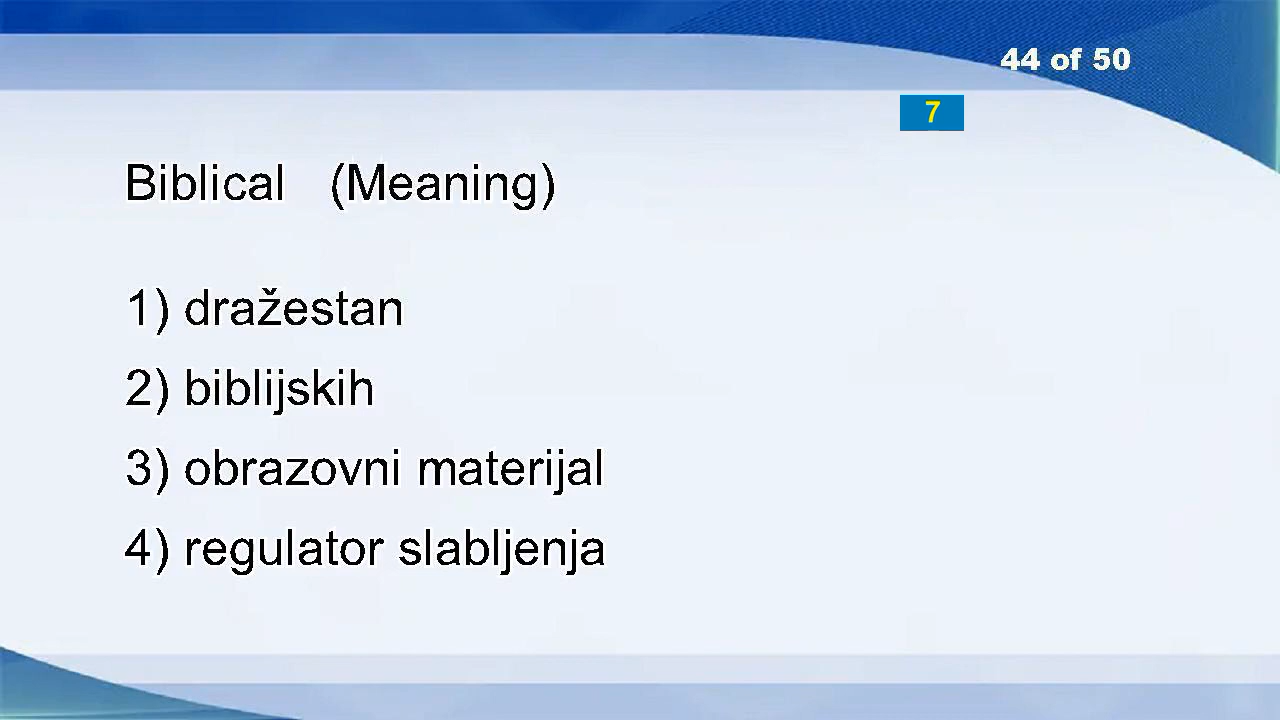 44 of 50
7
Biblical (Meaning)
1) dražestan
2) biblijskih
3) obrazovni materijal
4) regulator slabljenja